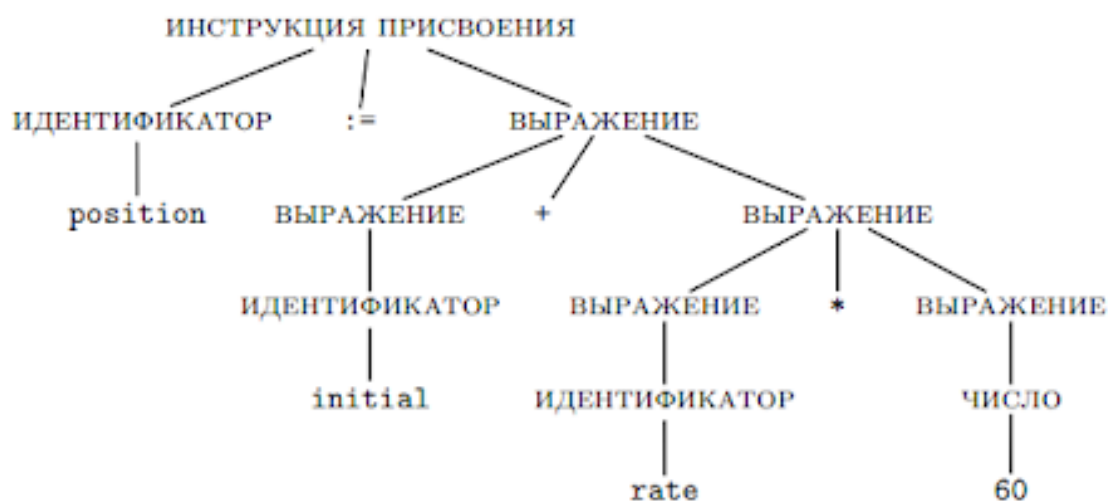 ИНСТРУКЦИЯ ПРИСВОЕНИЯ
ИДЕНТИФИКАТОР := ВЫРАЖЕНИЕ
position ВЫРАЖЕНИЕ + ВЫРАЖЕНИЕ
ИДЕНТИФИКАТОР ВЫРАЖЕНИЕ * ВЫРАЖЕНИЕ
initial ИДЕНТИФИКАТОР ЧИСЛО
rate 60